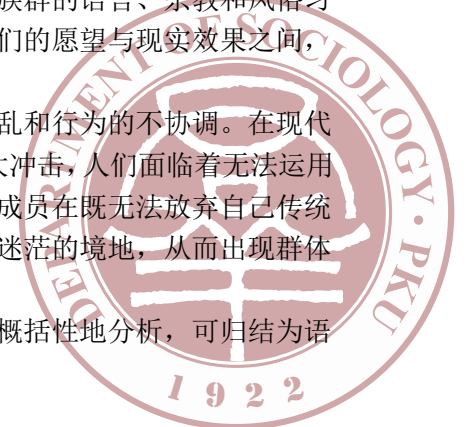 族群的语言、宗教和风俗习
们的愿望与现实效果之间，
乱和行为的不协调。在现代
大冲击，人们面临着无法运用
成员在既无法放弃自己传统
迷茫的境地，从而出现群体
概括性地分析，可归结为语
DEPARTMENT OF SOCIOLOGY · PKU
1922